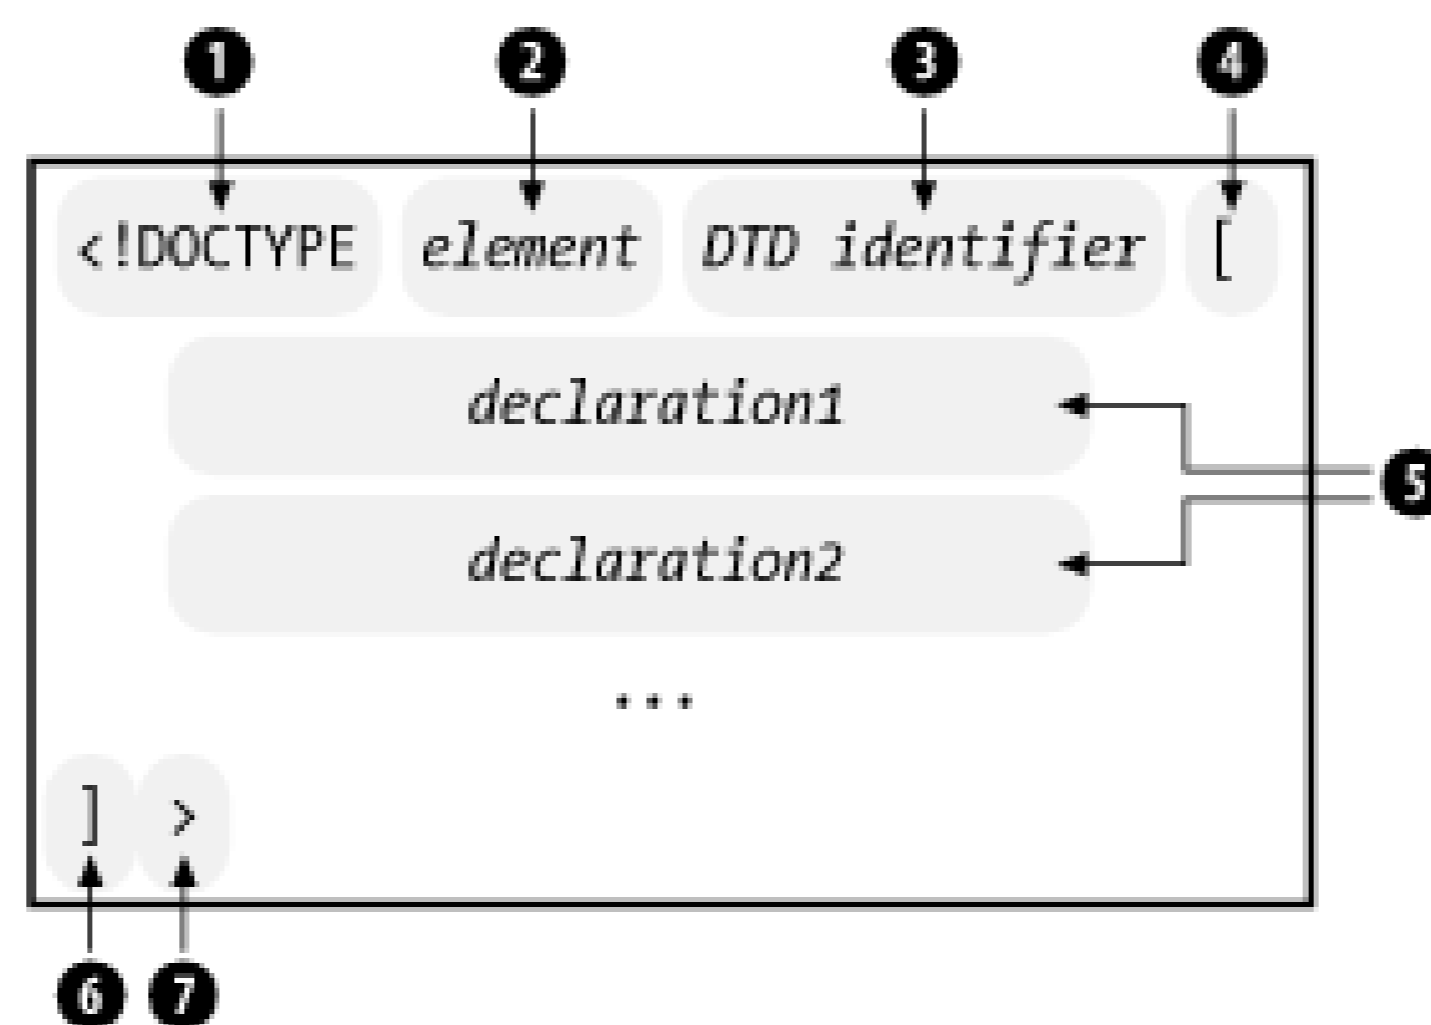 1 2 3 4
<!DOCTYPE element DTD identifier [
declaration1
5
declaration2
...
] >
6 7